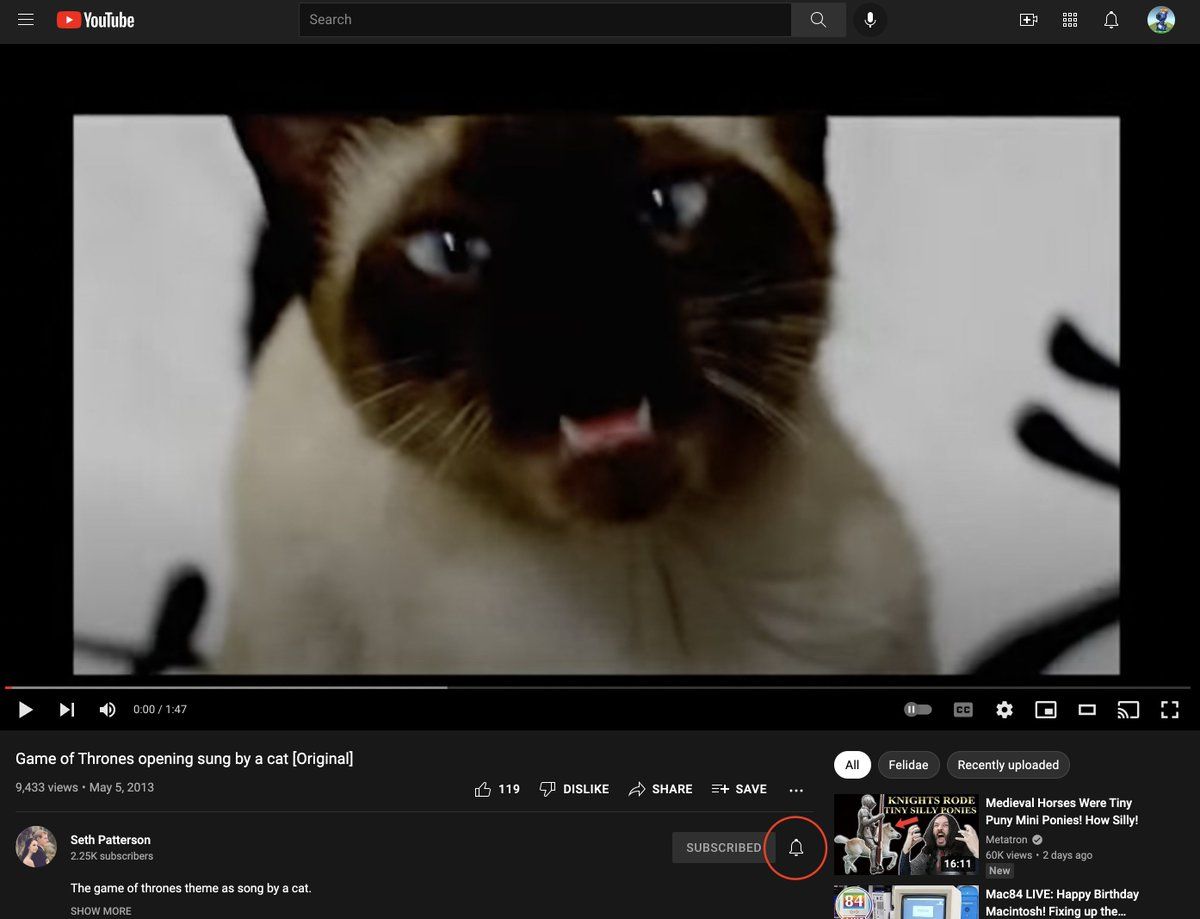 YouTube
Search
0:00 / 1:47
CC
Game of Thrones opening sung by a cat [Original]
9,433 views • May 5, 2013
119
DISLIKE
SHARE
SAVE
Seth Patterson
2.25K subscribers
SUBSCRIBED
The game of thrones theme as song by a cat.
SHOW MORE
All
Felidae
Recently uploaded
KNIGHTS RODE
TINY SILLY PONIES!
16:11
Medieval Horses Were Tiny
Puny Mini Ponies! How Silly!
Metatron
60K views • 2 days ago
New
84
Mac84 LIVE: Happy Birthday
Macintosh! Fixing up the...